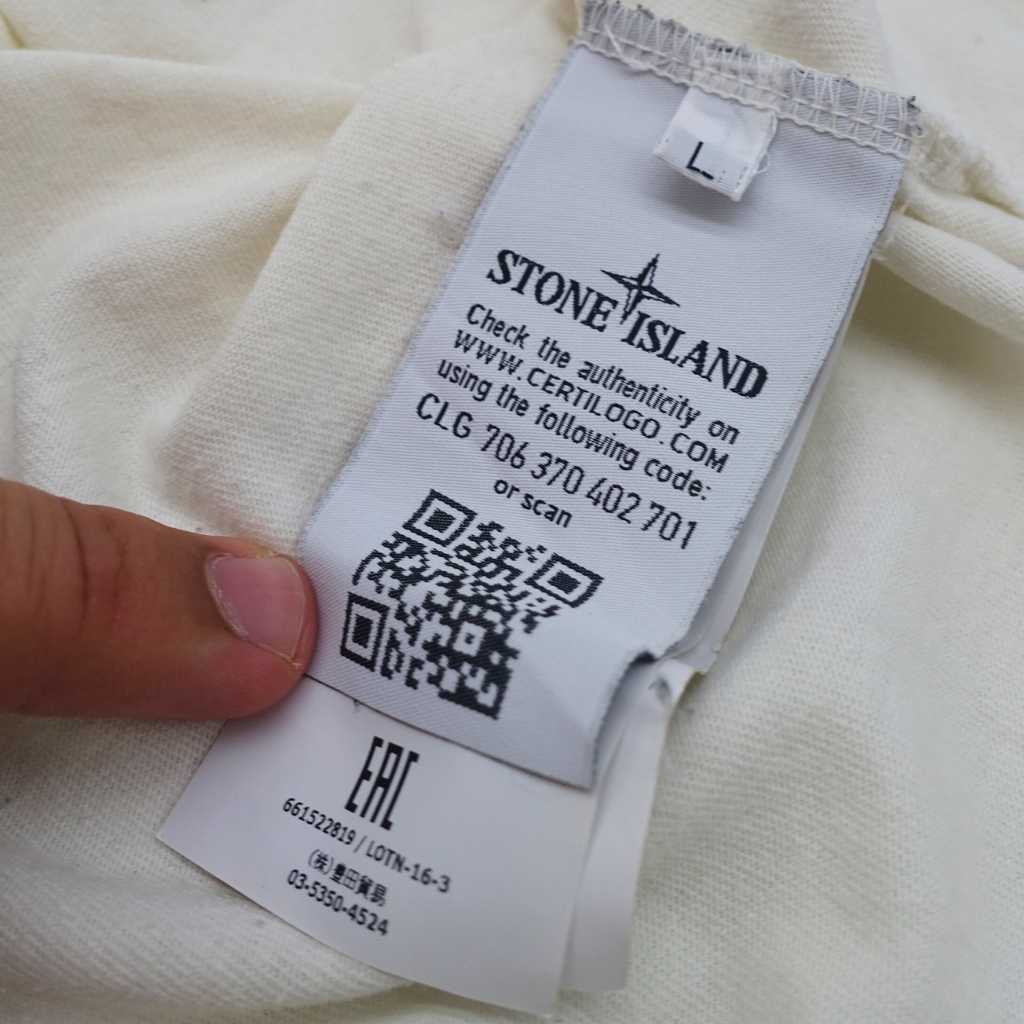 L
STONE ISLAND
Check the authenticity on
WWW.CERTILOGO.COM
using the following code:
CLG 706 370 402 701
or scan
EAC
661522819 / LOTN-16-3
(株)豊田貿易
03-5350-4524